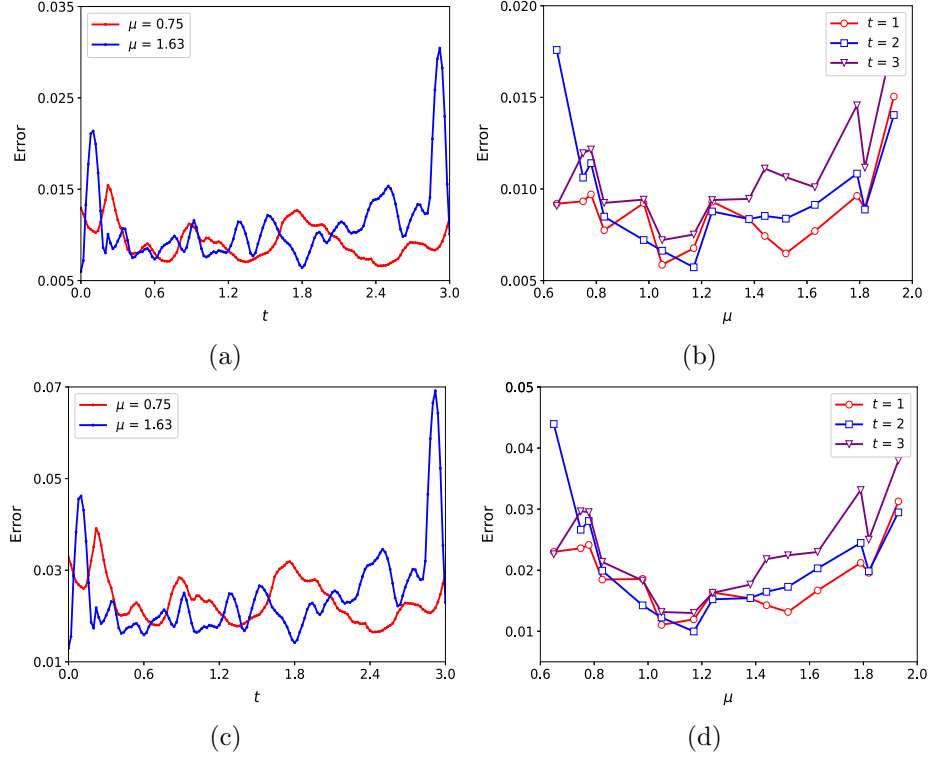 0.035
0.025
0.015
0.005
Error
μ = 0.75
μ = 1.63
0.0 0.6 1.2 1.8 2.4 3.0
t
(a)
0.020
0.015
0.010
0.005
Error
t = 1
t = 2
t = 3
0.6 0.8 1.0 1.2 1.4 1.6 1.8 2.0
μ
(b)
0.07
0.05
0.03
0.01
Error
μ = 0.75
μ = 1.63
0.0 0.6 1.2 1.8 2.4 3.0
t
(c)
0.05
0.04
0.03
0.02
0.01
Error
t = 1
t = 2
t = 3
0.6 0.8 1.0 1.2 1.4 1.6 1.8 2.0
μ
(d)